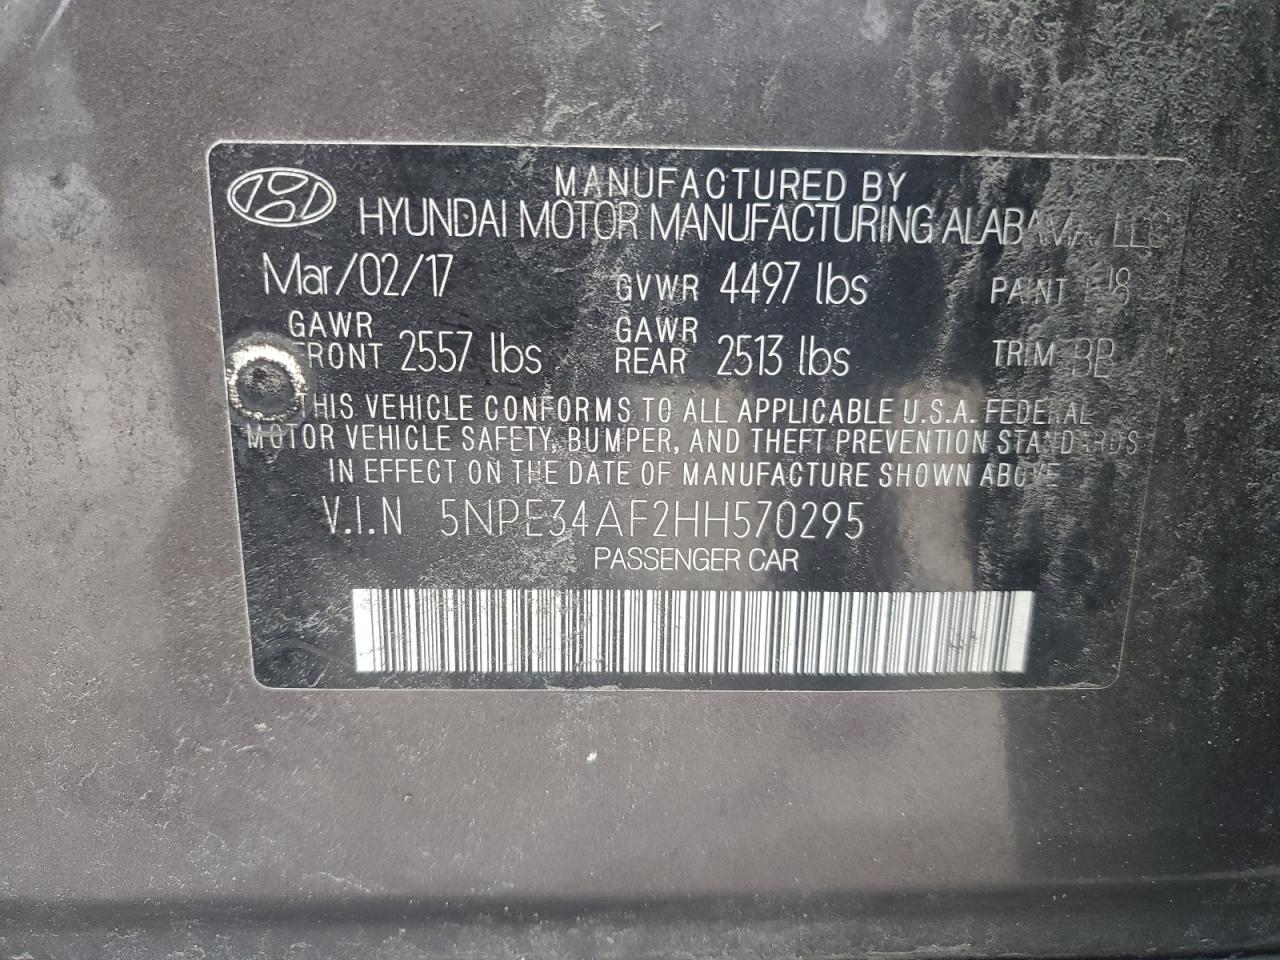 MANUFACTURED BY
HYUNDAI MOTOR MANUFACTURING ALABAMA, LLC
Mar/02/17 GVWR 4497 lbs PAINT
GAWR FRONT 2557 lbs GAWR REAR 2513 lbs TRIM
THIS VEHICLE CONFORMS TO ALL APPLICABLE U.S.A. FEDERAL
MOTOR VEHICLE SAFETY, BUMPER, AND THEFT PREVENTION STANDARDS
IN EFFECT ON THE DATE OF MANUFACTURE SHOWN ABOVE
V.I.N 5NPE34AF2HH570295
PASSENGER CAR